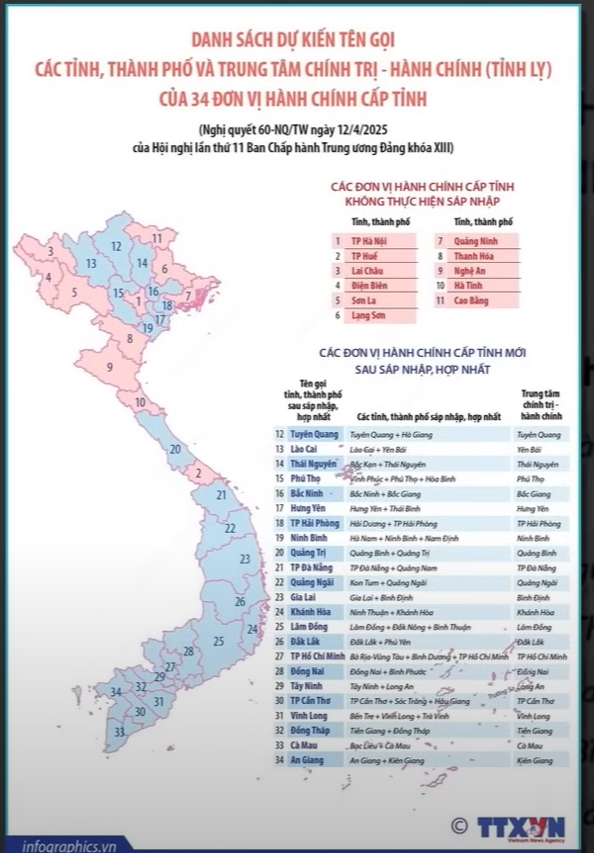 DANH SÁCH DỰ KIẾN TÊN GỌI
CÁC TỈNH, THÀNH PHỐ VÀ TRUNG TÂM CHÍNH TRỊ - HÀNH CHÍNH (TỈNH LỴ)
CỦA 34 ĐƠN VỊ HÀNH CHÍNH CẤP TỈNH
(Nghị quyết 60-NQ/TW ngày 12/4/2025
của Hội nghị lần thứ 11 Ban Chấp hành Trung ương Đảng khóa XIII)
CÁC ĐƠN VỊ HÀNH CHÍNH CẤP TỈNH
KHÔNG THỰC HIỆN SÁP NHẬP
Tỉnh, thành phố Tỉnh, thành phố
1 TP Hà Nội 7 Quảng Ninh
2 TP Huế 8 Thanh Hóa
3 Lai Châu 9 Nghệ An
4 Điện Biên 10 Hà Tĩnh
5 Sơn La 11 Cao Bằng
6 Lạng Sơn
CÁC ĐƠN VỊ HÀNH CHÍNH CẤP TỈNH MỚI
SAU SÁP NHẬP, HỢP NHẤT
Tên gọi
tỉnh, thành phố
sau sáp nhập,
hợp nhất
Các tỉnh, thành phố sáp nhập, hợp nhất
Trung tâm
chính trị -
hành chính
12 Tuyên Quang Tuyên Quang + Hà Giang Tuyên Quang
13 Lào Cai Lào Cai + Yên Bái Yên Bái
14 Thái Nguyên Bắc Kạn + Thái Nguyên Thái Nguyên
15 Phú Thọ Vĩnh Phúc + Phú Thọ + Hòa Bình Phú Thọ
16 Bắc Ninh Bắc Ninh + Bắc Giang Bắc Giang
17 Hưng Yên Hưng Yên + Thái Bình Hưng Yên
18 TP Hải Phòng Hải Dương + TP Hải Phòng TP Hải Phòng
19 Ninh Bình Hà Nam + Ninh Bình + Nam Định Ninh Bình
20 Quảng Trị Quảng Bình + Quảng Trị Quảng Bình
21 TP Đà Nẵng TP Đà Nẵng + Quảng Nam TP Đà Nẵng
22 Quảng Ngãi Kon Tum + Quảng Ngãi Quảng Ngãi
23 Gia Lai Gia Lai + Bình Định Bình Định
24 Khánh Hòa Ninh Thuận + Khánh Hòa Khánh Hòa
25 Lâm Đồng Lâm Đồng + Đắk Nông + Bình Thuận Lâm Đồng
26 Đắk Lắk Đắk Lắk + Phú Yên Đắk Lắk
27 TP Hồ Chí Minh Bà Rịa-Vũng Tàu + Bình Dương + TP Hồ Chí Minh TP Hồ Chí Minh
28 Đồng Nai Đồng Nai + Bình Phước Đồng Nai
29 Tây Ninh Tây Ninh + Long An Long An
30 TP Cần Thơ TP Cần Thơ + Sóc Trăng + Hậu Giang TP Cần Thơ
31 Vĩnh Long Bến Tre + Vĩnh Long + Trà Vinh Vĩnh Long
32 Đồng Tháp Tiền Giang + Đồng Tháp Tiền Giang
33 Cà Mau Bạc Liêu + Cà Mau Cà Mau
34 An Giang An Giang + Kiên Giang Kiên Giang
3
12
11
13
14
4
6
5
15
16
1
18
7
17
19
8
9
10
20
2
21
22
23
26
24
25
28
27
29
34
32
31
30
33
© TTXVN
Vietnam News Agency
infographics.vn